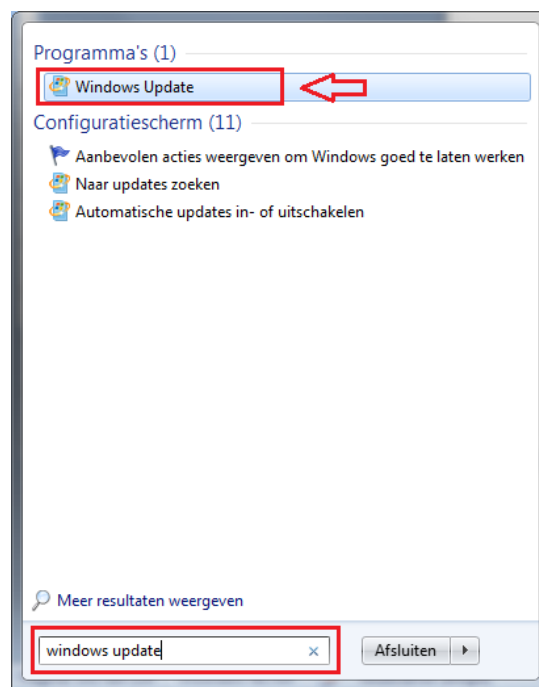 Programma's (1)
Windows Update
Configuratiescherm (11)
Aanbevolen acties weergeven om Windows goed te laten werken
Naar updates zoeken
Automatische updates in- of uitschakelen
Meer resultaten weergeven
windows update
Afsluiten